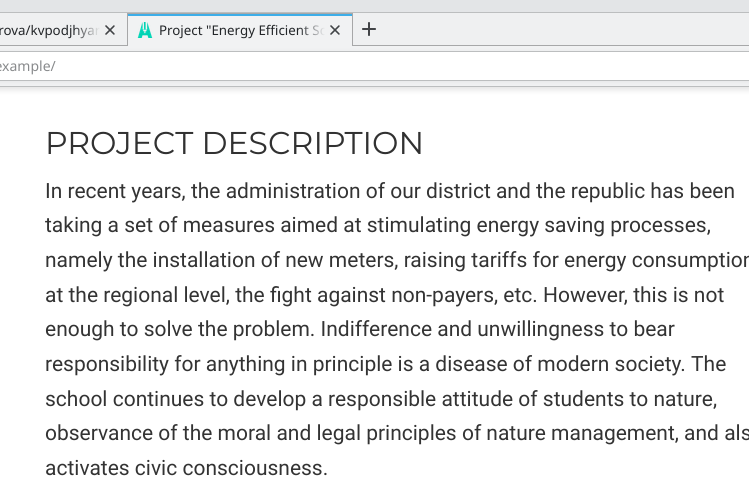 rova/kvpodjhya
Project "Energy Efficient S
example/
PROJECT DESCRIPTION
In recent years, the administration of our district and the republic has been
taking a set of measures aimed at stimulating energy saving processes,
namely the installation of new meters, raising tariffs for energy consumption
at the regional level, the fight against non-payers, etc. However, this is not
enough to solve the problem. Indifference and unwillingness to bear
responsibility for anything in principle is a disease of modern society. The
school continues to develop a responsible attitude of students to nature,
observance of the moral and legal principles of nature management, and als
activates civic consciousness.